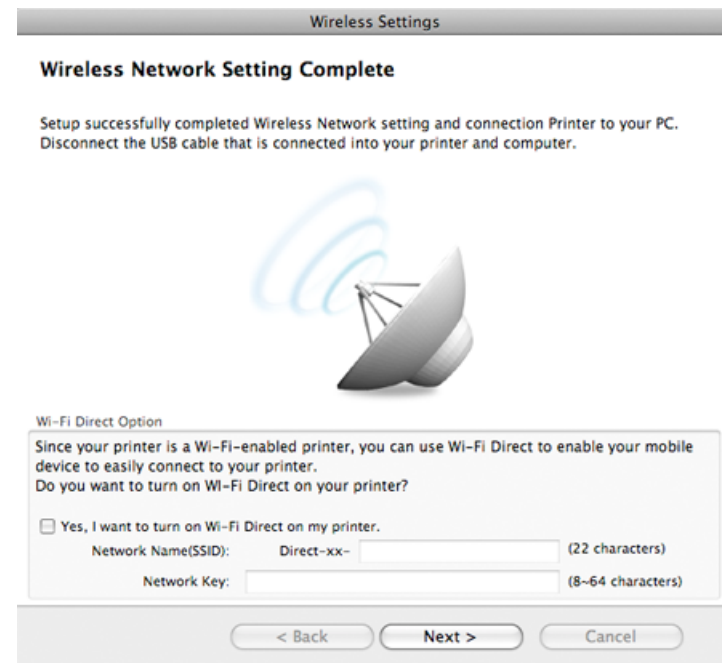 Wireless Settings
Wireless Network Setting Complete
Setup successfully completed Wireless Network setting and connection Printer to your PC.
Disconnect the USB cable that is connected into your printer and computer.
Wi-Fi Direct Option
Since your printer is a Wi-Fi-enabled printer, you can use Wi-Fi Direct to enable your mobile
device to easily connect to your printer.
Do you want to turn on WI-Fi Direct on your printer?
Yes, I want to turn on Wi-Fi Direct on my printer.
Network Name(SSID): Direct-xx- (22 characters)
Network Key: (8~64 characters)
< Back Next > Cancel